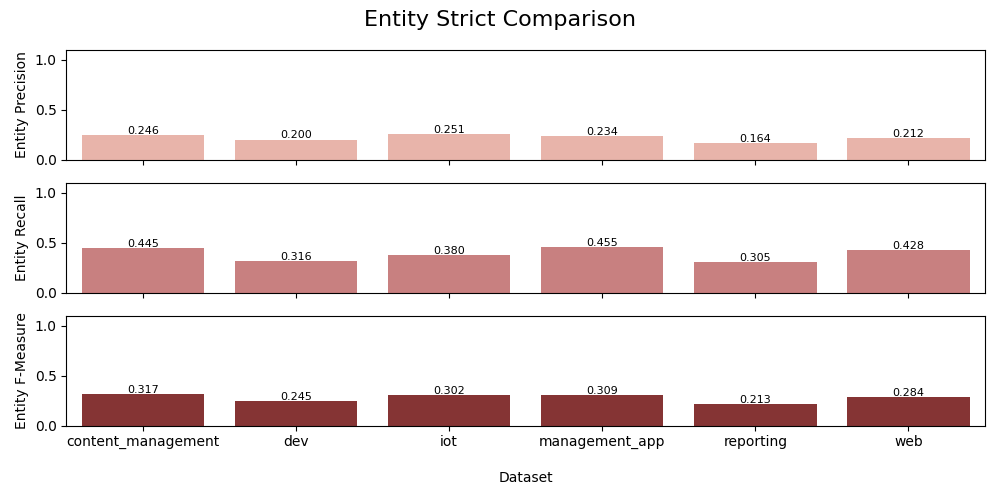 Entity Strict Comparison
Entity Precision
1.0
0.5
0.0
0.246 0.200 0.251 0.234 0.164 0.212
Entity Recall
1.0
0.5
0.0
0.445 0.316 0.380 0.455 0.305 0.428
Entity F-Measure
1.0
0.5
0.0
0.317 0.245 0.302 0.309 0.213 0.284
content_management dev iot management_app reporting web
Dataset